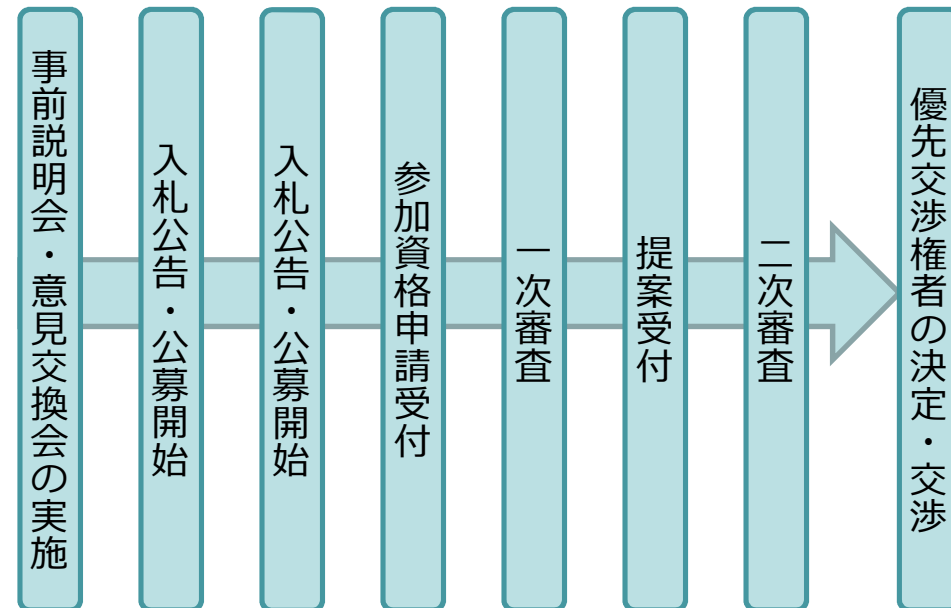 事前説明会・意見交換会の実施
入札公告・公募開始
入札公告・公募開始
参加資格申請受付
一次審査
提案受付
二次審査
優先交渉権者の決定・交渉